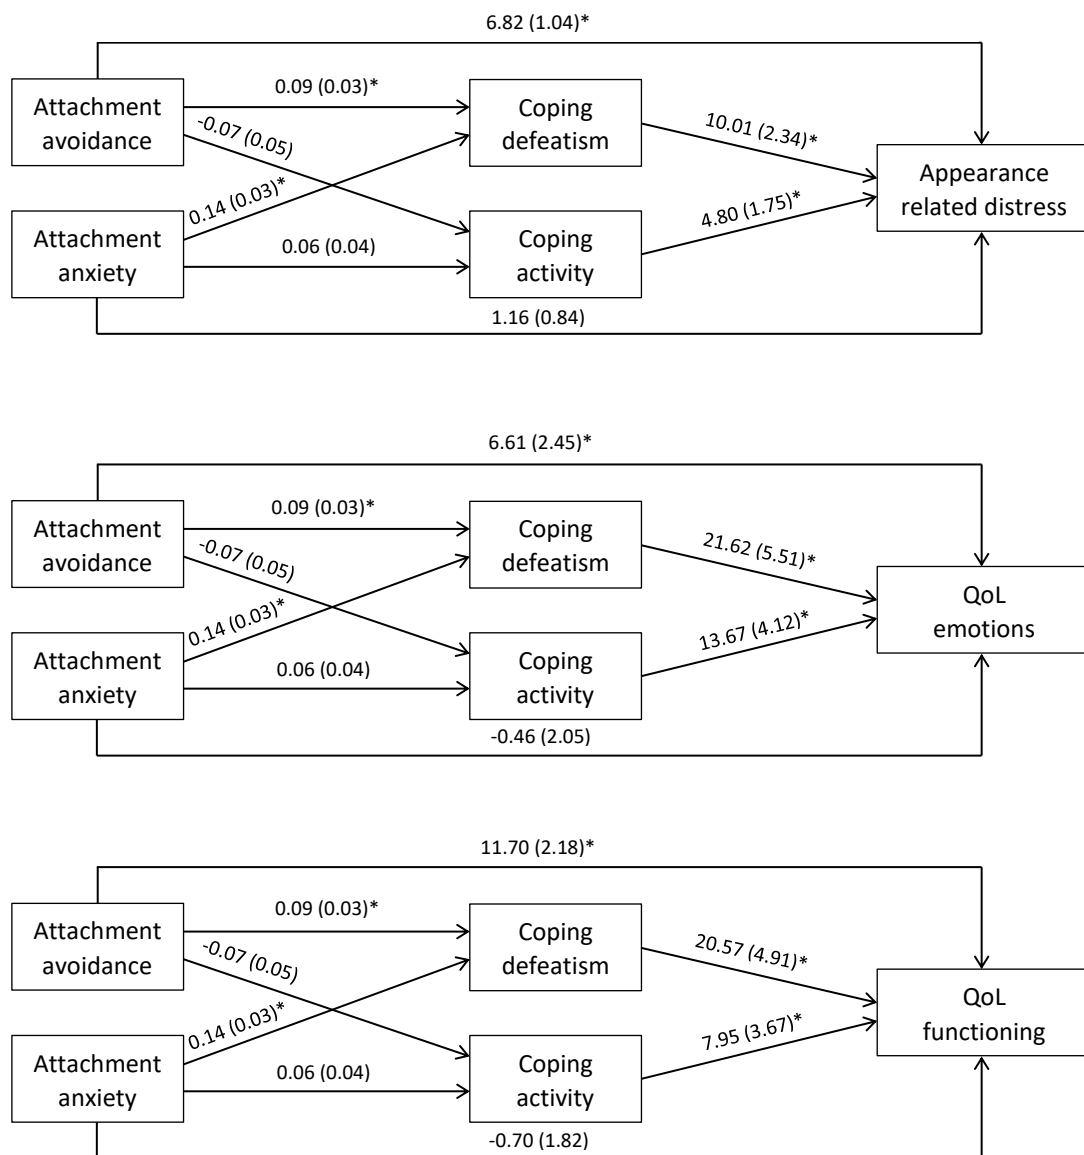 6.82 (1.04)*
Attachment
avoidance
0.09 (0.03)*
Coping
defeatism
-0.07 (0.05)
10.01 (2.34)*
Appearance
related distress
0.14 (0.03)*
4.80 (1.75)*
Attachment
anxiety
0.06 (0.04)
Coping
activity
1.16 (0.84)
6.61 (2.45)*
Attachment
avoidance
0.09 (0.03)*
Coping
defeatism
-0.07 (0.05)
21.62 (5.51)*
QoL
emotions
0.14 (0.03)*
13.67 (4.12)*
Attachment
anxiety
0.06 (0.04)
Coping
activity
-0.46 (2.05)
11.70 (2.18)*
Attachment
avoidance
0.09 (0.03)*
Coping
defeatism
-0.07 (0.05)
20.57 (4.91)*
QoL
functioning
0.14 (0.03)*
7.95 (3.67)*
Attachment
anxiety
0.06 (0.04)
Coping
activity
-0.70 (1.82)